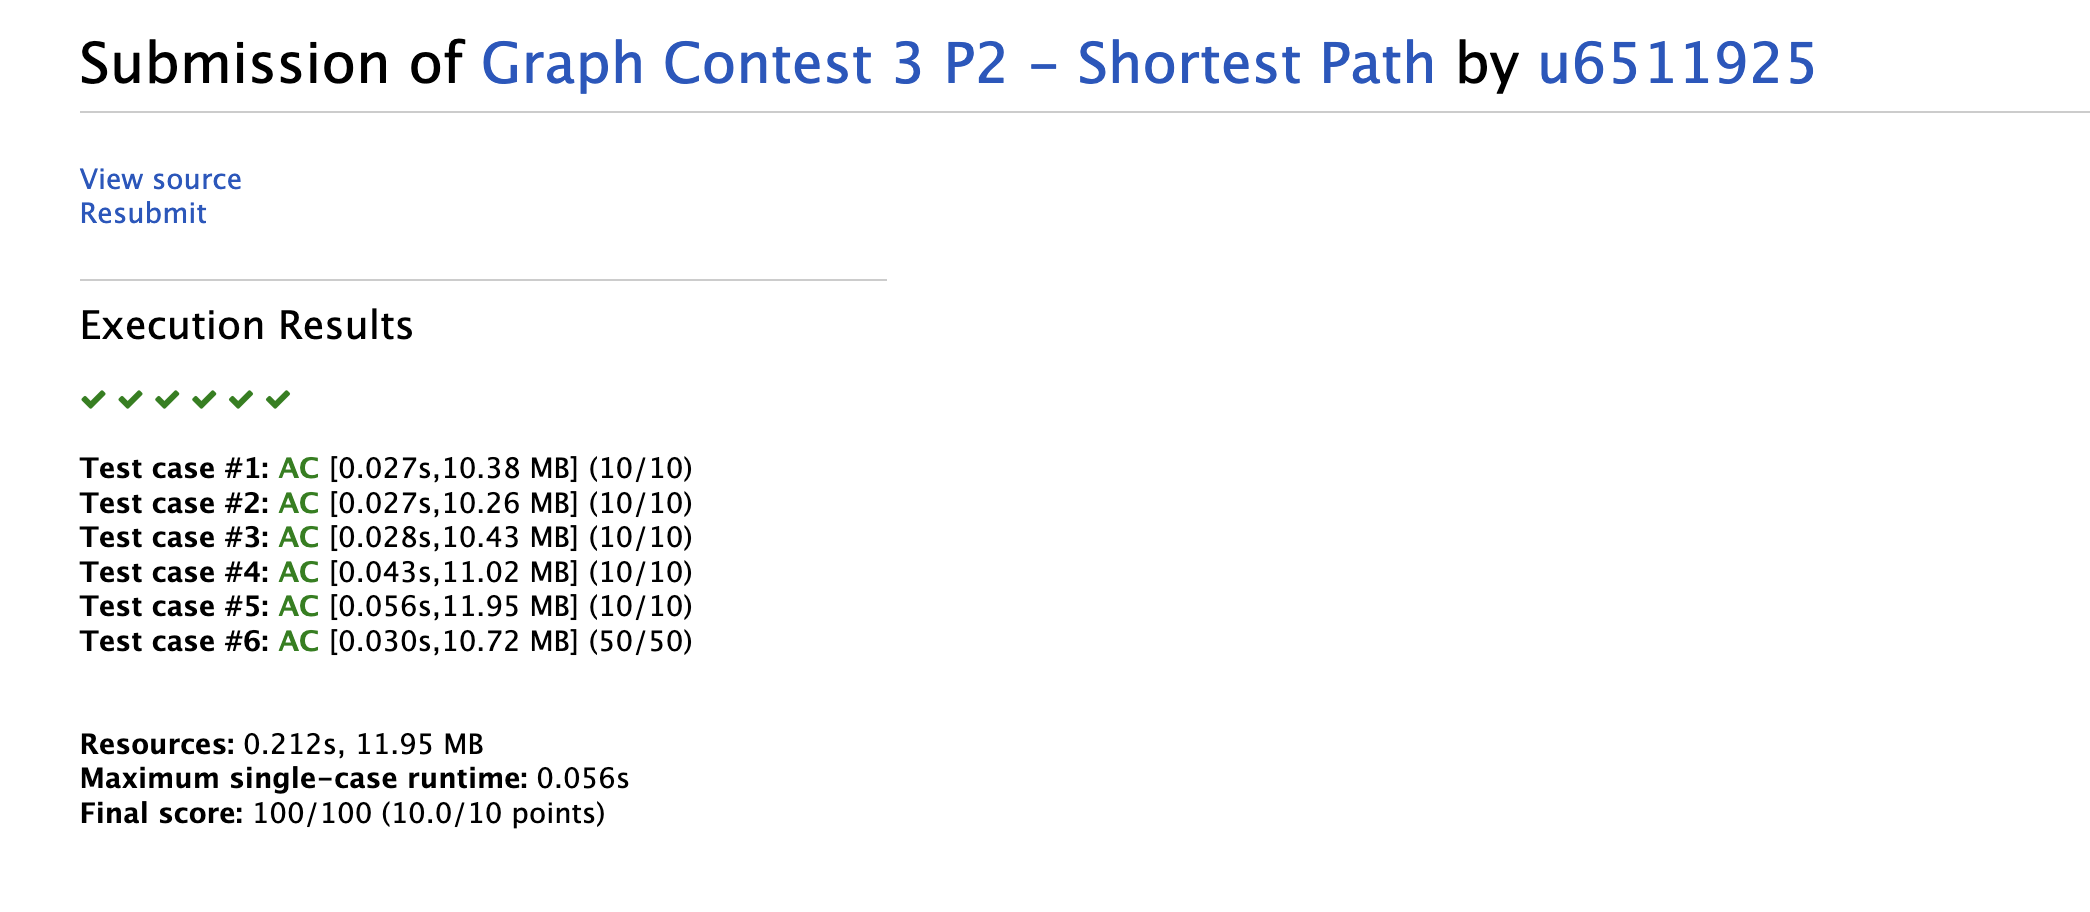 Submission of Graph Contest 3 P2 - Shortest Path by u6511925
View source
Resubmit
Execution Results
Test case #1: AC [0.027s,10.38 MB] (10/10)
Test case #2: AC [0.027s,10.26 MB] (10/10)
Test case #3: AC [0.028s,10.43 MB] (10/10)
Test case #4: AC [0.043s,11.02 MB] (10/10)
Test case #5: AC [0.056s,11.95 MB] (10/10)
Test case #6: AC [0.030s,10.72 MB] (50/50)
Resources: 0.212s, 11.95 MB
Maximum single-case runtime: 0.056s
Final score: 100/100 (10.0/10 points)